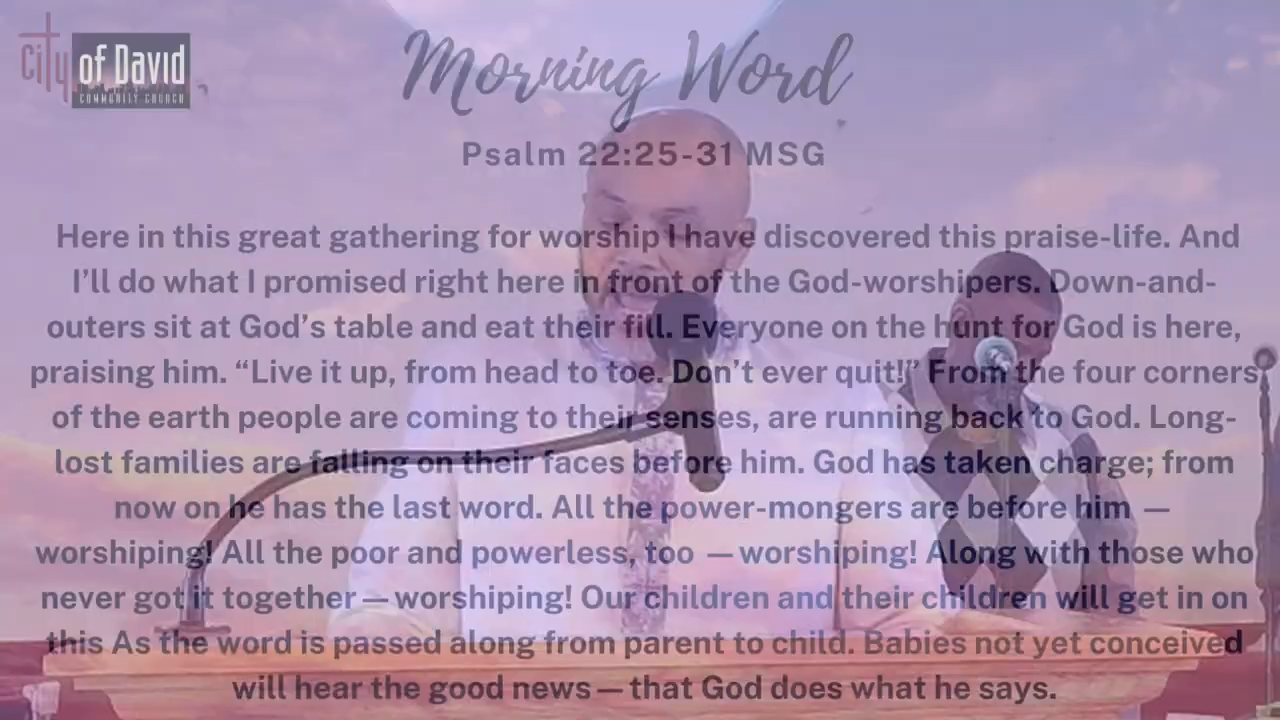 City of David
COMMUNITY CHURCH
Morning Word
Psalm 22:25-31 MSG
Here in this great gathering for worship I have discovered this praise-life. And
I’ll do what I promised right here in front of the God-worshipers. Down-and-
outers sit at God’s table and eat their fill. Everyone on the hunt for God is here,
praising him. “Live it up, from head to toe. Don’t ever quit!” From the four corners
of the earth people are coming to their senses, are running back to God. Long-
lost families are falling on their faces before him. God has taken charge; from
now on he has the last word. All the power-mongers are before him —
worshiping! All the poor and powerless, too —worshiping! Along with those who
never got it together—worshiping! Our children and their children will get in on
this As the word is passed along from parent to child. Babies not yet conceived
will hear the good news—that God does what he says.